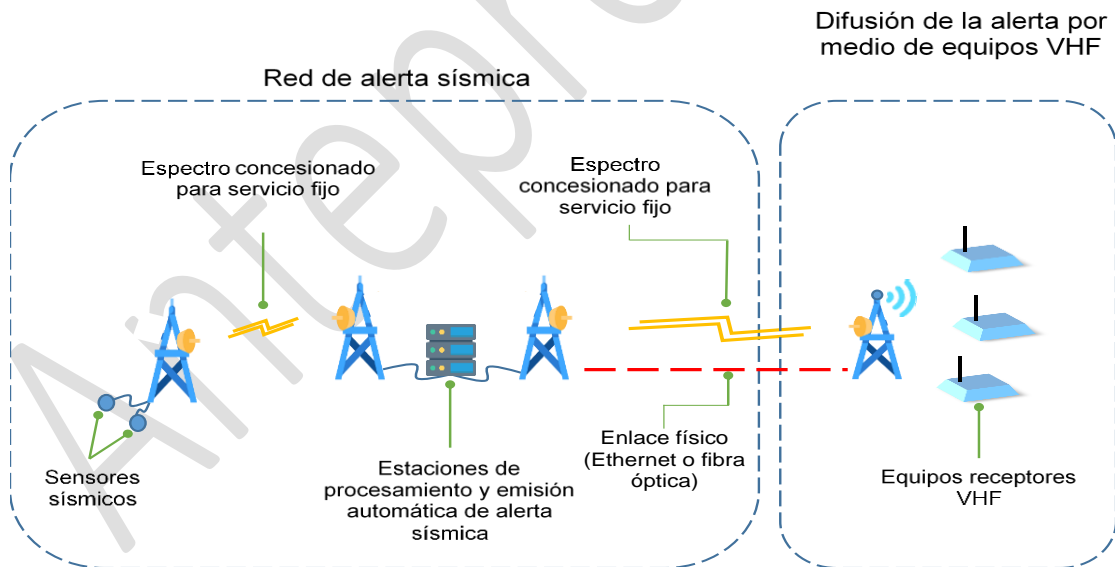 Difusión de la alerta por
medio de equipos VHF
Red de alerta sísmica
Espectro concesionado
para servicio fijo
Espectro
concesionado para
servicio fijo
Sensores
sísmicos
Estaciones de
procesamiento y emisión
automática de alerta
sísmica
Enlace físico
(Ethernet o fibra
óptica)
Equipos receptores
VHF
Antepro